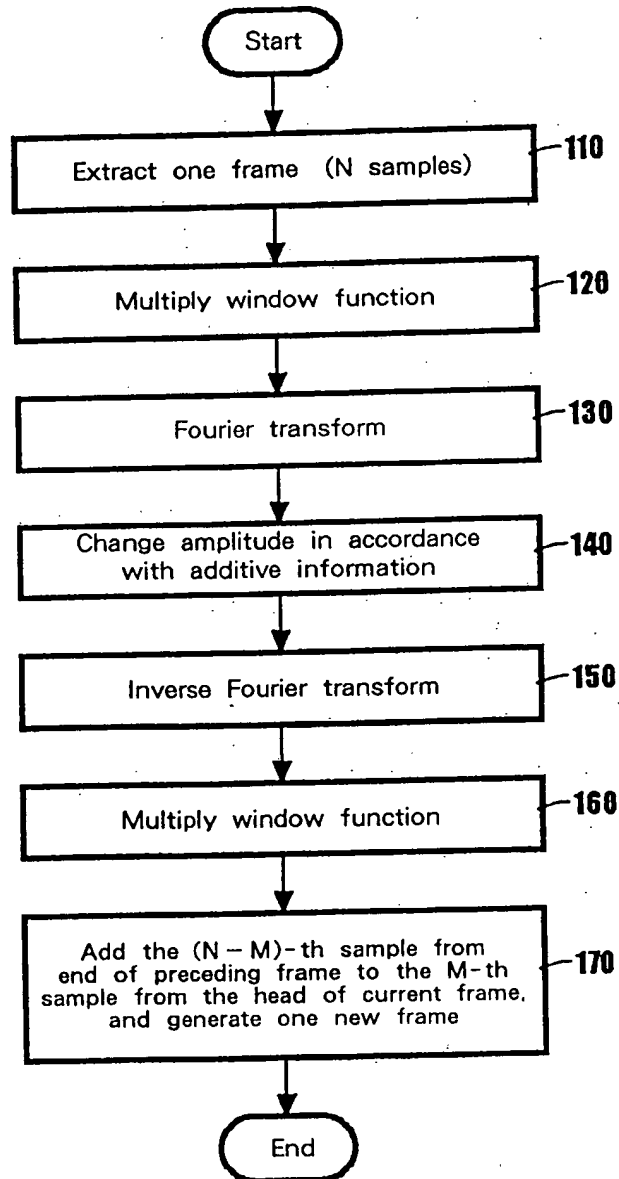 Start
Extract one frame (N samples)
110
Multiply window function
120
Fourier transform
130
Change amplitude in accordance
with additive information
140
Inverse Fourier transform
150
Multiply window function
160
Add the (N – M)-th sample from
end of preceding frame to the M-th
sample from the head of current frame,
and generate one new frame
170
End